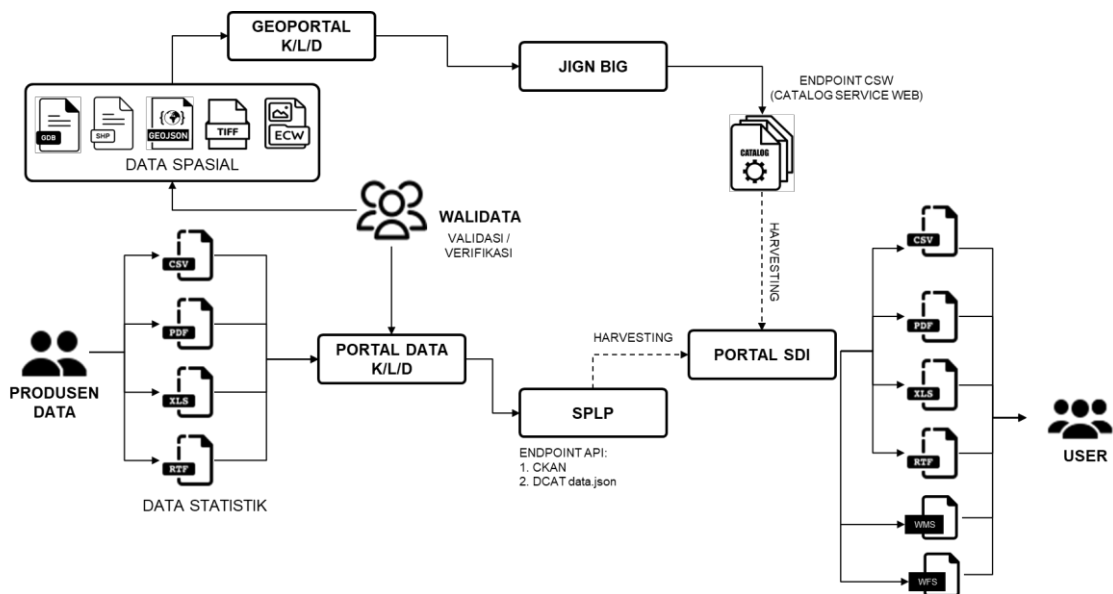 GEOPORTAL
K/L/D
JIGN BIG
ENDPOINT CSW
(CATALOG SERVICE WEB)
GDB
SHP
GEOJSON
TIFF
ECW
DATA SPASIAL
CATALOG
WALIDATA
VALIDASI /
VERIFIKASI
HARVESTING
PRODUSEN
DATA
CSV
PDF
XLS
RTF
DATA STATISTIK
PORTAL DATA
K/L/D
HARVESTING
SPLP
ENDPOINT API:
1. CKAN
2. DCAT data.json
PORTAL SDI
CSV
PDF
XLS
RTF
WMS
WFS
USER